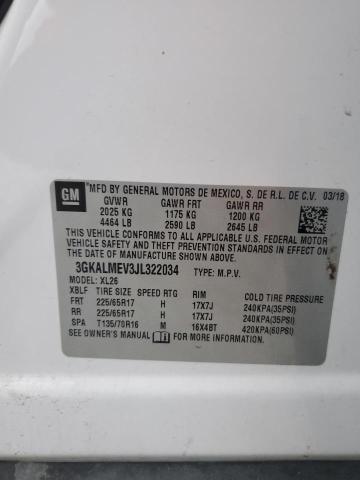 GM
MFD BY GENERAL MOTORS DE MEXICO, S. DE R.L. DE C.V. 03/18
GVWR GAWR FRT GAWR RR
2025 KG 1175 KG 1200 KG
4464 LB 2590 LB 2645 LB
THIS VEHICLE CONFORMS TO ALL APPLICABLE U.S. FEDERAL
MOTOR VEHICLE SAFETY AND THEFT PREVENTION
STANDARDS IN EFFECT ON
THE DATE OF MANUFACTURE SHOWN ABOVE.
3GKALMEV3JL322034 TYPE: M.P.V.
MODEL: XL26
XBLF TIRE SIZE SPEED RTG RIM COLD TIRE PRESSURE
FRT 225/65R17 H 17X7J 240KPA(35PSI)
RR 225/65R17 H 17X7J 240KPA(35PSI)
SPA T135/70R16 M 16X4BT 420KPA(60PSI)
SEE OWNER'S MANUAL FOR MORE INFORMATION.